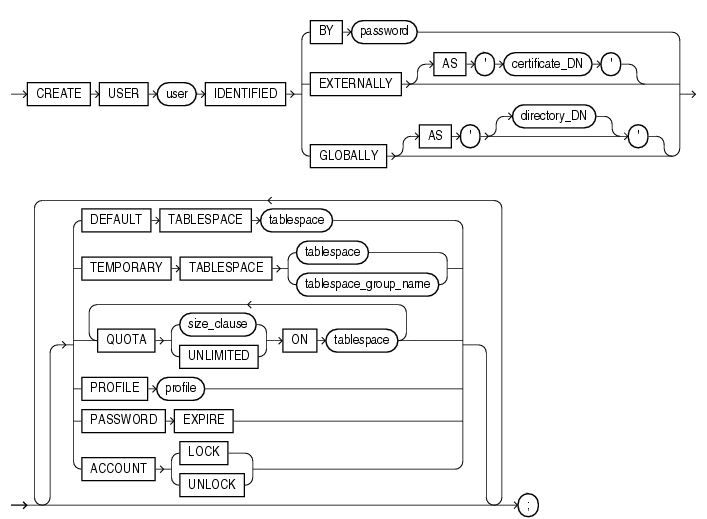 BY password
AS ' certificate_DN '
CREATE USER user IDENTIFIED EXTERNALLY
directory_DN
AS ' '
GLOBALLY
DEFAULT TABLESPACE tablespace
tablespace
TEMPORARY TABLESPACE
tablespace_group_name
size_clause
QUOTA ON tablespace
UNLIMITED
PROFILE profile
PASSWORD EXPIRE
LOCK
ACCOUNT
UNLOCK
;